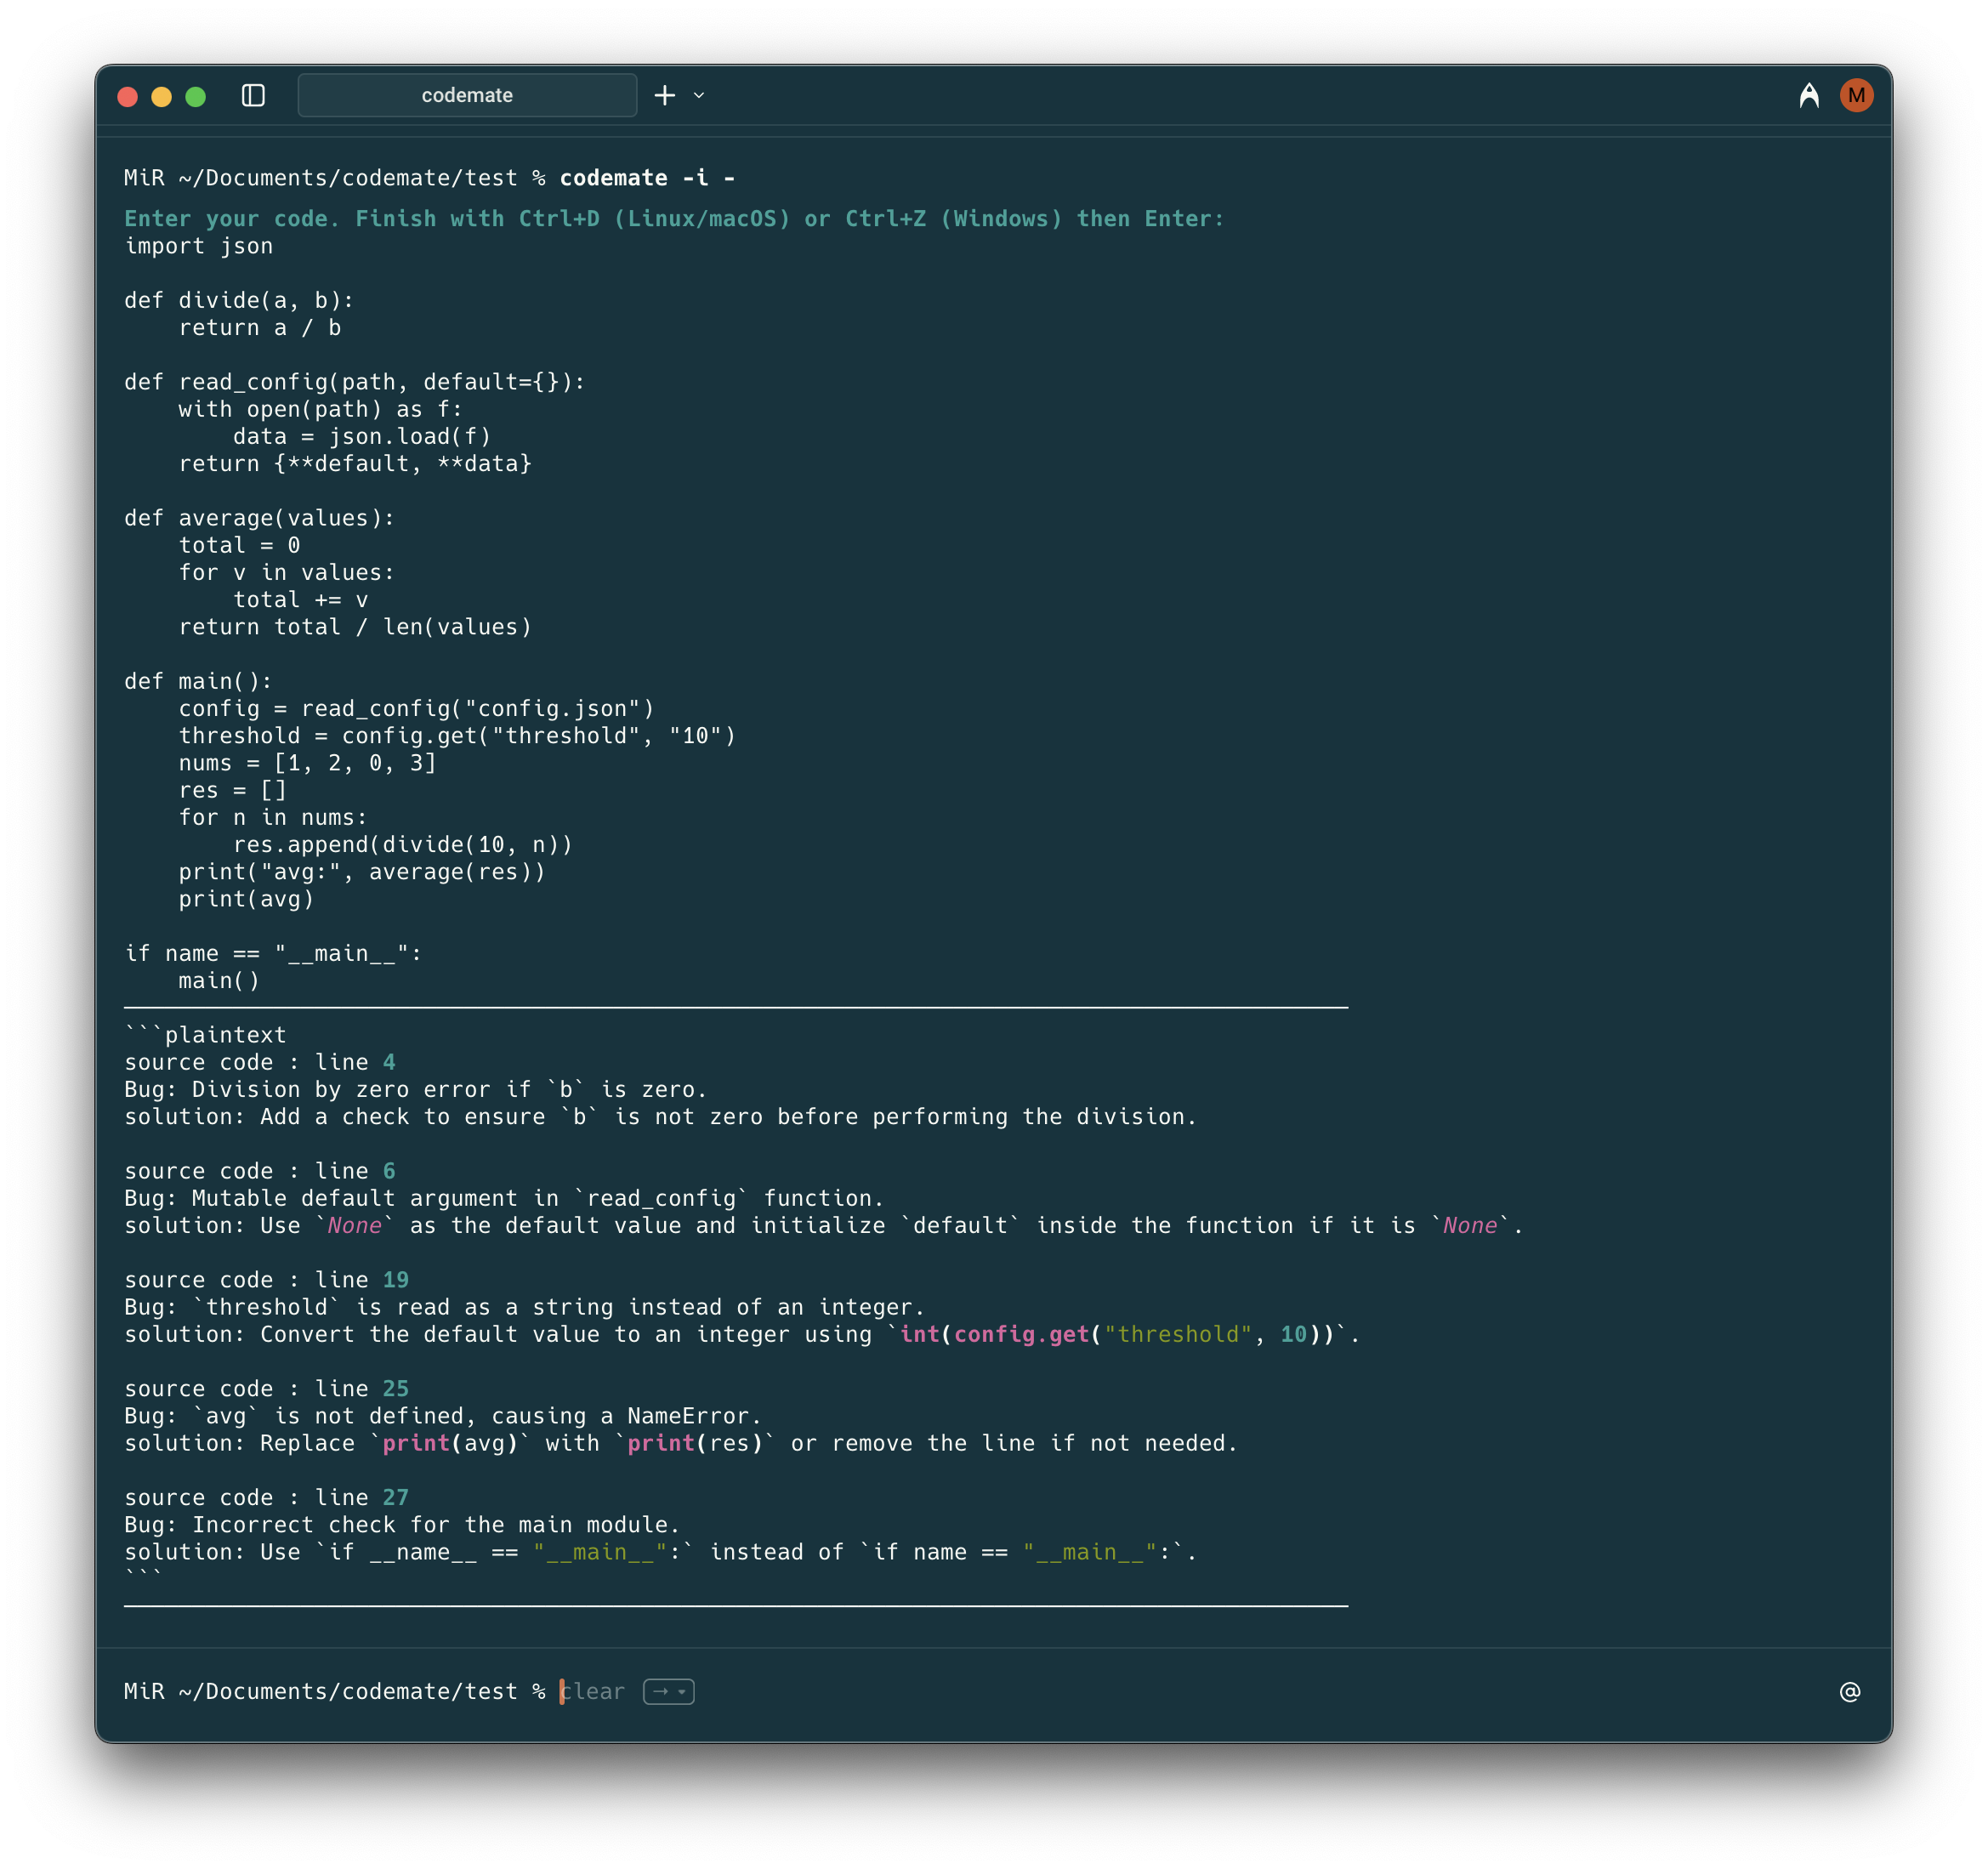 codemate
M
MiR ~/Documents/codemate/test % codemate -i -
Enter your code. Finish with Ctrl+D (Linux/macOS) or Ctrl+Z (Windows) then Enter:
import json

def divide(a, b):
    return a / b

def read_config(path, default={}):
    with open(path) as f:
        data = json.load(f)
    return {**default, **data}

def average(values):
    total = 0
    for v in values:
        total += v
    return total / len(values)

def main():
    config = read_config("config.json")
    threshold = config.get("threshold", "10")
    nums = [1, 2, 0, 3]
    res = []
    for n in nums:
        res.append(divide(10, n))
    print("avg:", average(res))
    print(avg)

if name == "__main__":
    main()
```plaintext
source code : line 4
Bug: Division by zero error if `b` is zero.
solution: Add a check to ensure `b` is not zero before performing the division.

source code : line 6
Bug: Mutable default argument in `read_config` function.
solution: Use `None` as the default value and initialize `default` inside the function if it is `None`.

source code : line 19
Bug: `threshold` is read as a string instead of an integer.
solution: Convert the default value to an integer using `int(config.get("threshold", 10))`.

source code : line 25
Bug: `avg` is not defined, causing a NameError.
solution: Replace `print(avg)` with `print(res)` or remove the line if not needed.

source code : line 27
Bug: Incorrect check for the main module.
solution: Use `if __name__ == "__main__":` instead of `if name == "__main__":`.
```
MiR ~/Documents/codemate/test % clear
@